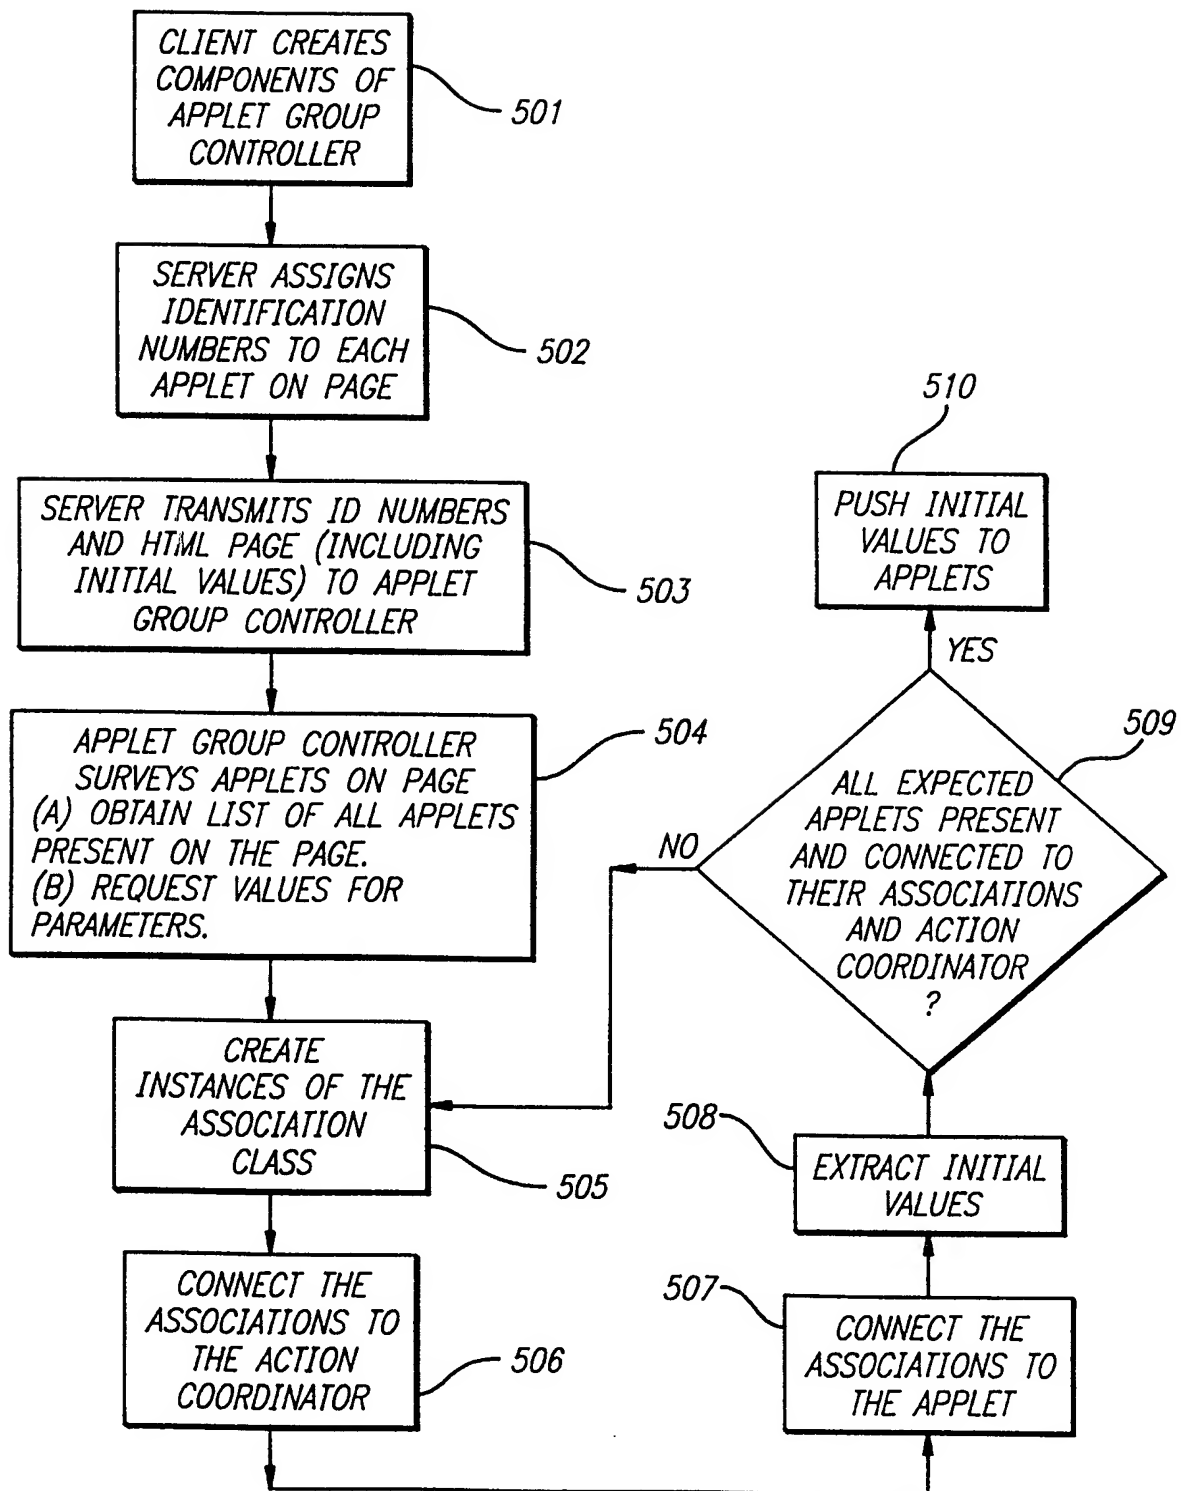 CLIENT CREATES
COMPONENTS OF
APPLET GROUP
CONTROLLER
501
SERVER ASSIGNS
IDENTIFICATION
NUMBERS TO EACH
APPLET ON PAGE
502
SERVER TRANSMITS ID NUMBERS
AND HTML PAGE (INCLUDING
INITIAL VALUES) TO APPLET
GROUP CONTROLLER
503
APPLET GROUP CONTROLLER
SURVEYS APPLETS ON PAGE
(A) OBTAIN LIST OF ALL APPLETS
PRESENT ON THE PAGE.
(B) REQUEST VALUES FOR
PARAMETERS.
504
CREATE
INSTANCES OF THE
ASSOCIATION
CLASS
505
CONNECT THE
ASSOCIATIONS TO
THE ACTION
COORDINATOR
506
507
CONNECT THE
ASSOCIATIONS TO
THE APPLET
508
EXTRACT INITIAL
VALUES
509
ALL EXPECTED
APPLETS PRESENT
AND CONNECTED TO
THEIR ASSOCIATIONS
AND ACTION
COORDINATOR
?
NO
YES
510
PUSH INITIAL
VALUES TO
APPLETS